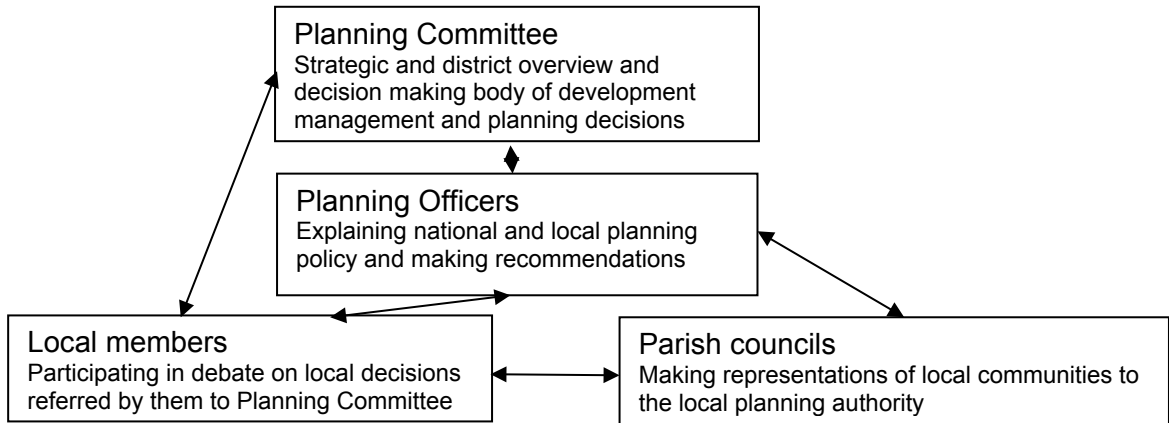 Planning Committee
Strategic and district overview and
decision making body of development
management and planning decisions
Planning Officers
Explaining national and local planning
policy and making recommendations
Local members
Participating in debate on local decisions
referred by them to Planning Committee
Parish councils
Making representations of local communities to
the local planning authority